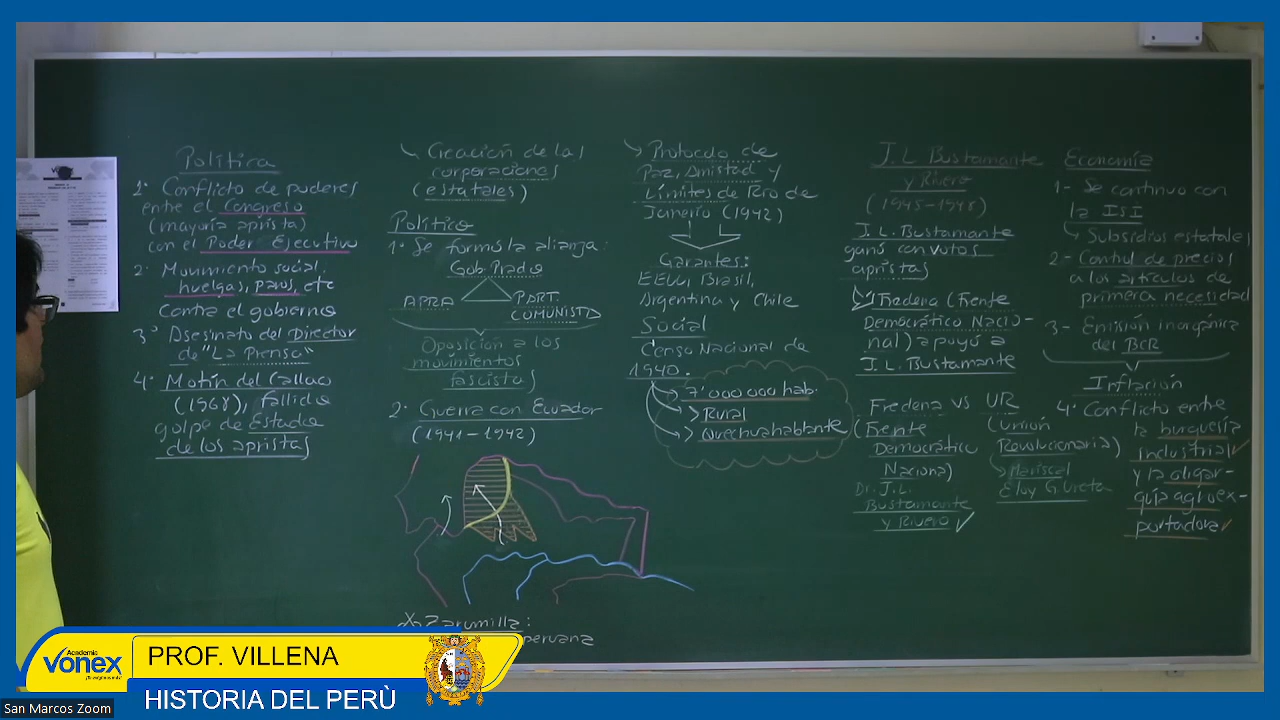 Política
1° Conflicto de poderes
entre el Congreso
(mayoría aprista)
con el Poder Ejecutivo
2. Movimiento social.
huelgas, paros, etc
contra el gobierno
3° Asesinato del Director
de "La Prensa"
4° Motín del Callao
(1968), fallido
golpe de Estado
de los apristas
Creación de las
corporaciones
(estatales)
Político
1° Se formó la alianza:
Gob. Prado
APRA
PART.
COMUNISTA
Oposición a los
movimientos
fascistas
2° Guerra con Ecuador
(1941-1942)
Zarumilla:
peruana
Protocolo de
Paz, Amistad y
Límites de Río de
Janeiro (1942)
Garantes:
EEUU, Brasil,
Argentina y Chile
Social
Censo Nacional de
1940.
7'000 000 hab.
> Rural
> Quechuahablante
J. L Bustamante
y Rivero
(1945-1948)
J. L. Bustamante
ganó con votos
apristas
Fredena (Frente
Democrático Nacio-
nal) apoyó a
J. L. Bustamante
Fredena vs UR
(Frente
Democrático
Nacional)
Dr. J. L.
Bustamante
y Rivero
(Unión
Revolucionaria)
Mariscal
Eloy G. Ureta
Economía
1- Se continuo con
la ISI
Subsidios estatales
2- Control de precios
a los artículos de
primera necesidad
3- Emisión inorgánica
del BCR
Inflación
4° Conflicto entre
la burguesía
industrial
y la oligar-
quía agroex-
portadora
Academia
vonex
PROF. VILLENA
HISTORIA DEL PERÙ
San Marcos Zoom